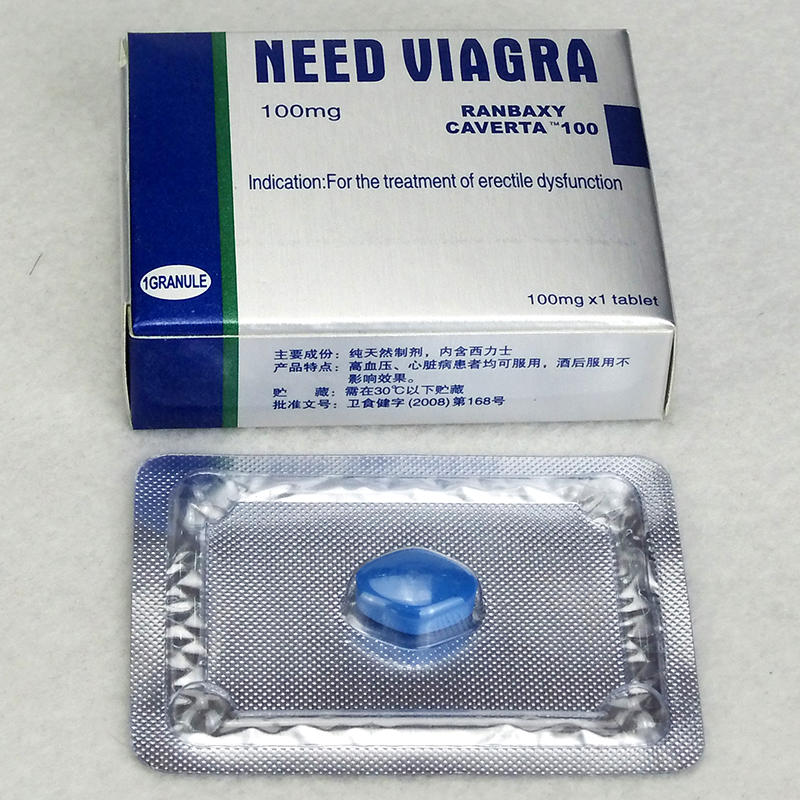 NEED VIAGRA
100mg
RANBAXY
CAVERTA™100
Indication:For the treatment of erectile dysfunction
1GRANULE
100mg x1 tablet
主要成份：纯天然制剂，内含西力士
产品特点：高血压、心脏病患者均可服用，酒后服用不
影响效果。
贮 藏：需在30℃以下贮藏
批准文号：卫食健字(2008)第168号